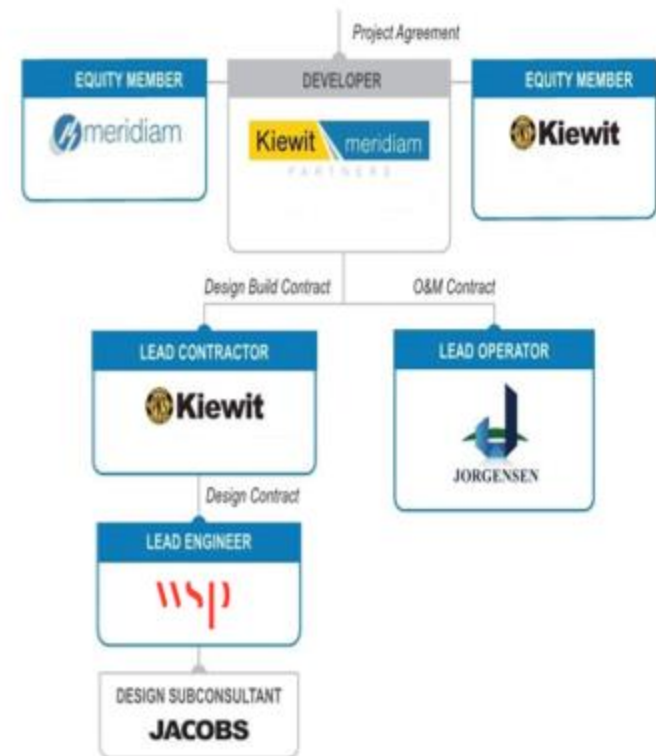 Project Agreement
EQUITY MEMBER
meridiam
DEVELOPER
Kiewit meridiam
PARTNERS
EQUITY MEMBER
Kiewit
Design Build Contract
O&M Contract
LEAD CONTRACTOR
Kiewit
LEAD OPERATOR
JORGENSEN
Design Contract
LEAD ENGINEER
wsp
DESIGN SUBCONSULTANT
JACOBS